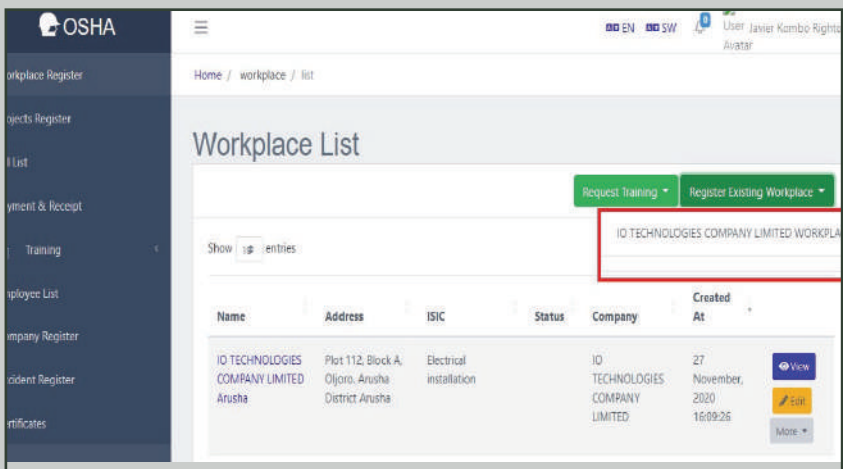 OSHA
EN SW
0
User Javier Kombo
Avatar
orkplace Register
Home / workplace / list
ojects Register
Workplace List
l List
Request Training
Register Existing Workplace
yment & Receipt
IO TECHNOLOGIES COMPANY LIMITED WORKPLA
Training
Show entries
nployee List
Name Address ISIC Status Company Created
At
ompany Register
IO TECHNOLOGIES
COMPANY LIMITED
Arusha
Plot 112, Block A,
Oljoro. Arusha
District Arusha
Electrical
installation
IO
TECHNOLOGIES
COMPANY
LIMITED
27
November,
2020
16:09:26
View
Edit
More
cident Register
ertificates